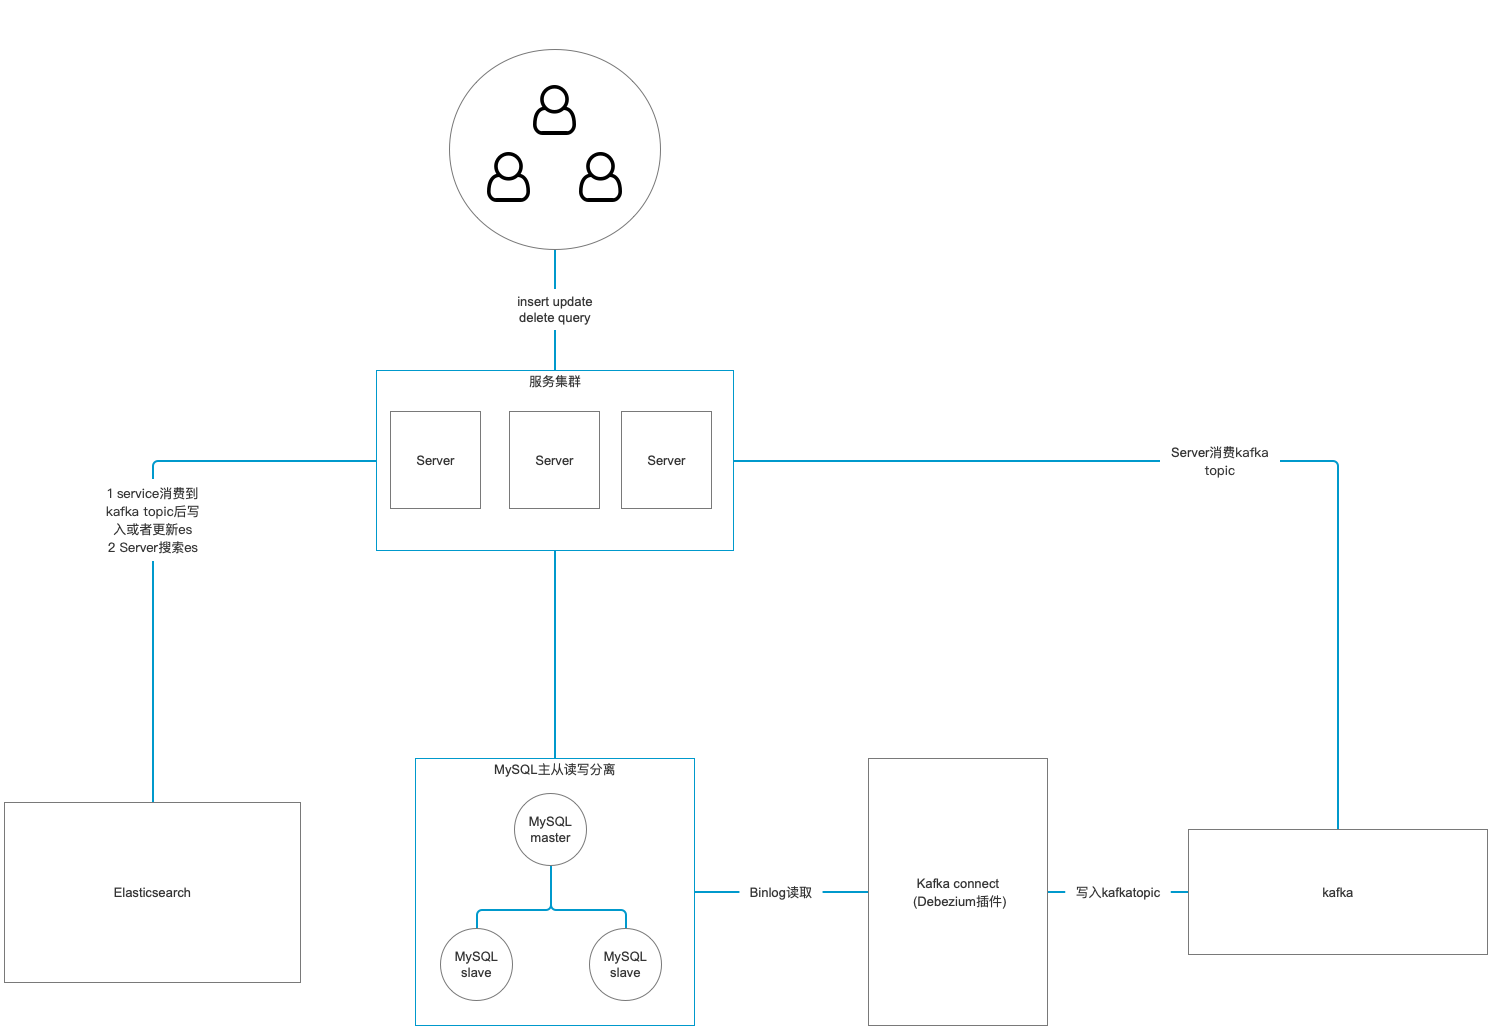 insert update
delete query
服务集群
Server
Server
Server
Server消费kafka
topic
1 service消费到
kafka topic后写
入或者更新es
2 Server搜索es
MySQL主从读写分离
MySQL
master
MySQL
slave
MySQL
slave
Elasticsearch
Binlog读取
Kafka connect
(Debezium插件)
写入kafkatopic
kafka